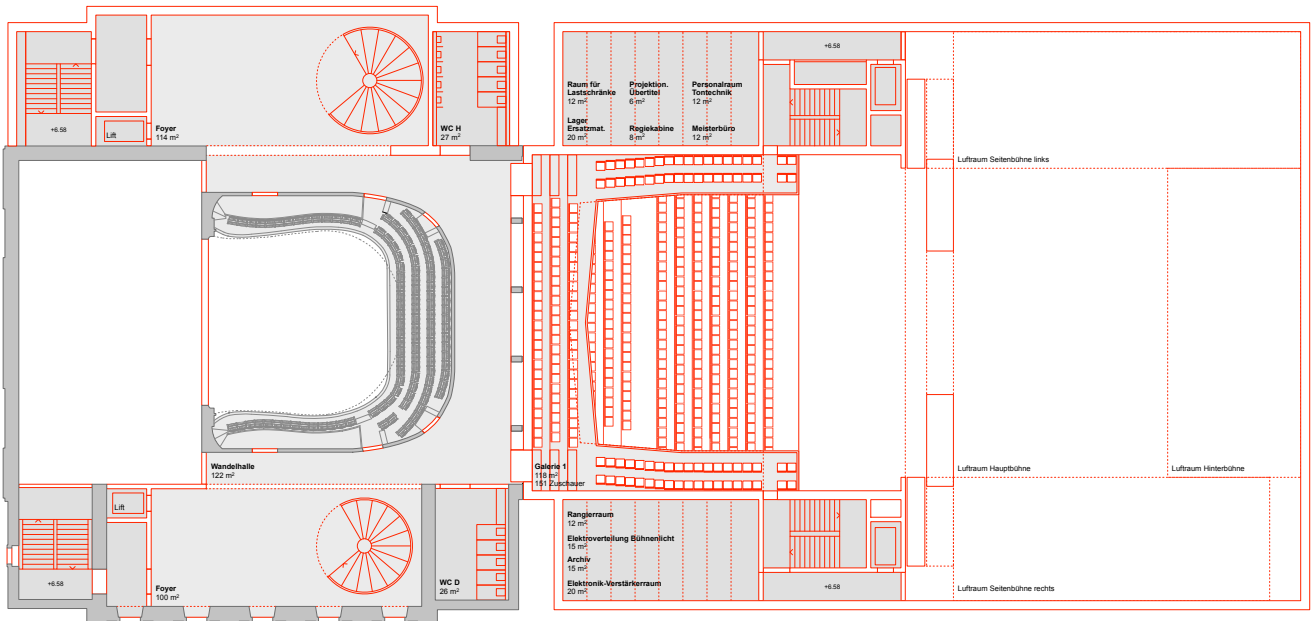 +6.58
+6.58
Lift
Foyer
114 m²
WC H
27 m²
Raum für
Lastschränke
12 m²
Projektion.
Übertitel
6 m²
Personalraum
Tontechnik
12 m²
Lager
Ersatzmat.
20 m²
Regiekabine
8 m²
Meisterbüro
12 m²
Luftraum Seitenbühne links
Wandelhalle
122 m²
Galerie 1
118 m²
151 Zuschauer
Luftraum Hauptbühne
Luftraum Hinterbühne
Lift
Rangierraum
12 m²
Elektroverteilung Bühnenlicht
15 m²
Archiv
15 m²
Elektronik-Verstärkerraum
20 m²
+6.58
Foyer
100 m²
WC D
26 m²
+6.58
Luftraum Seitenbühne rechts